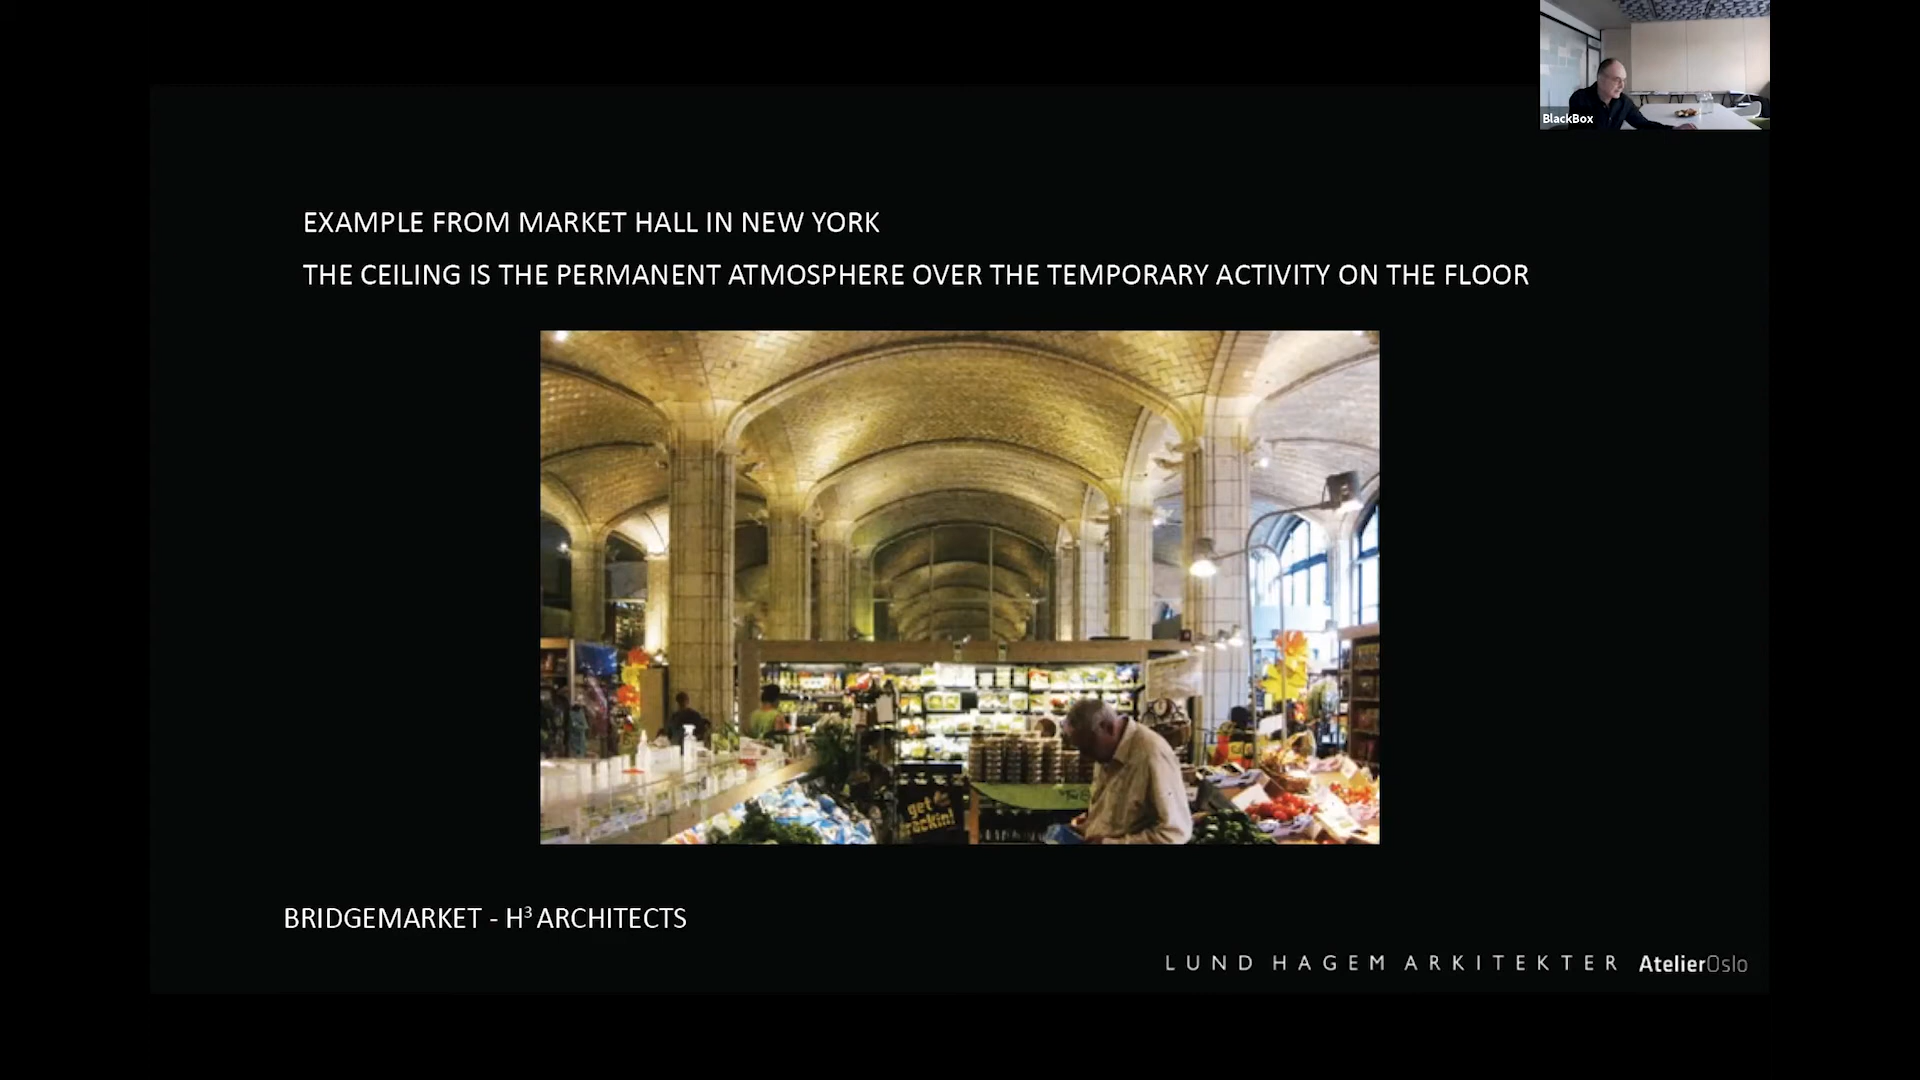 BlackBox
EXAMPLE FROM MARKET HALL IN NEW YORK
THE CEILING IS THE PERMANENT ATMOSPHERE OVER THE TEMPORARY ACTIVITY ON THE FLOOR
get
crackin!
BRIDGEMARKET - H³ ARCHITECTS
LUND HAGEM ARKITEKTER AtelierOslo